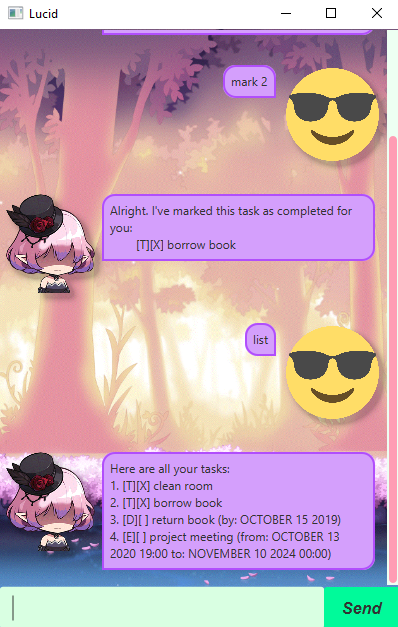 Lucid
mark 2
Alright. I've marked this task as completed for
you:
[T][X] borrow book
list
Here are all your tasks:
1. [T][X] clean room
2. [T][X] borrow book
3. [D][ ] return book (by: OCTOBER 15 2019)
4. [E][ ] project meeting (from: OCTOBER 13
2020 19:00 to: NOVEMBER 10 2024 00:00)
Send